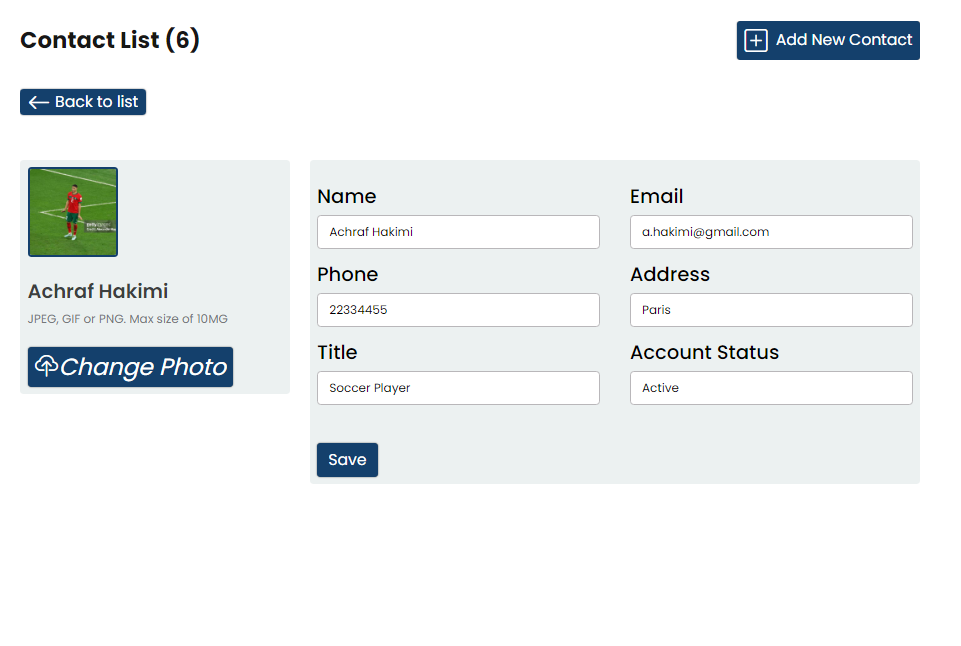 Contact List (6)
Add New Contact
Back to list
Achraf Hakimi
JPEG, GIF or PNG. Max size of 10MG
Change Photo
Name
Achraf Hakimi
Email
a.hakimi@gmail.com
Phone
22334455
Address
Paris
Title
Soccer Player
Account Status
Active
Save